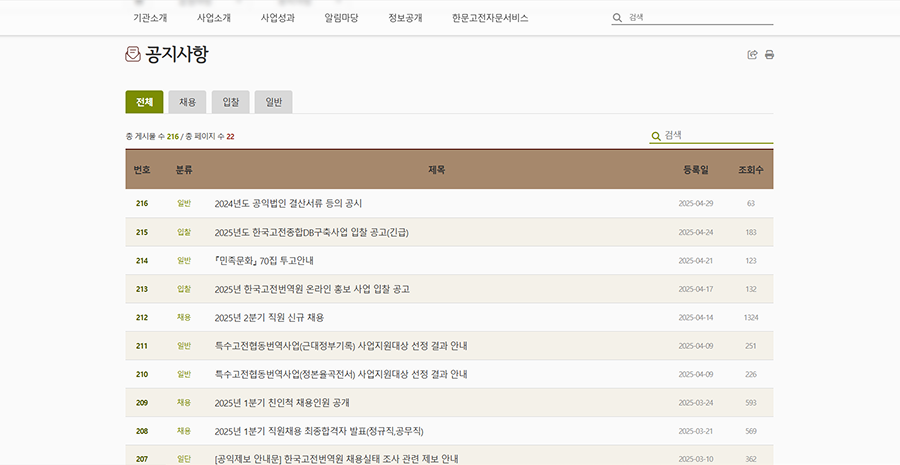 기관소개 사업소개 사업성과 알림마당 정보공개 한문고전자문서비스 검색
공지사항
전체 채용 입찰 일반
총 게시물 수 216 / 총 페이지 수 22 검색
번호 분류 제목 등록일 조회수
216 일반 2024년도 공익법인 결산서류 등의 공시 2025-04-29 63
215 입찰 2025년도 한국고전종합DB구축사업 입찰 공고(긴급) 2025-04-24 183
214 일반 『민족문화』 70집 투고안내 2025-04-21 123
213 입찰 2025년 한국고전번역원 온라인 홍보 사업 입찰 공고 2025-04-17 132
212 채용 2025년 2분기 직원 신규 채용 2025-04-14 1324
211 일반 특수고전협동번역사업(근대정부기록) 사업지원대상 선정 결과 안내 2025-04-09 251
210 일반 특수고전협동번역사업(정본율곡전서) 사업지원대상 선정 결과 안내 2025-04-09 226
209 채용 2025년 1분기 친인척 채용인원 공개 2025-03-24 593
208 채용 2025년 1분기 직원채용 최종합격자 발표(정규직,공무직) 2025-03-21 569
207 일반 [공익제보 안내문] 한국고전번역원 채용실태 조사 관련 제보 안내 2025-03-10 362